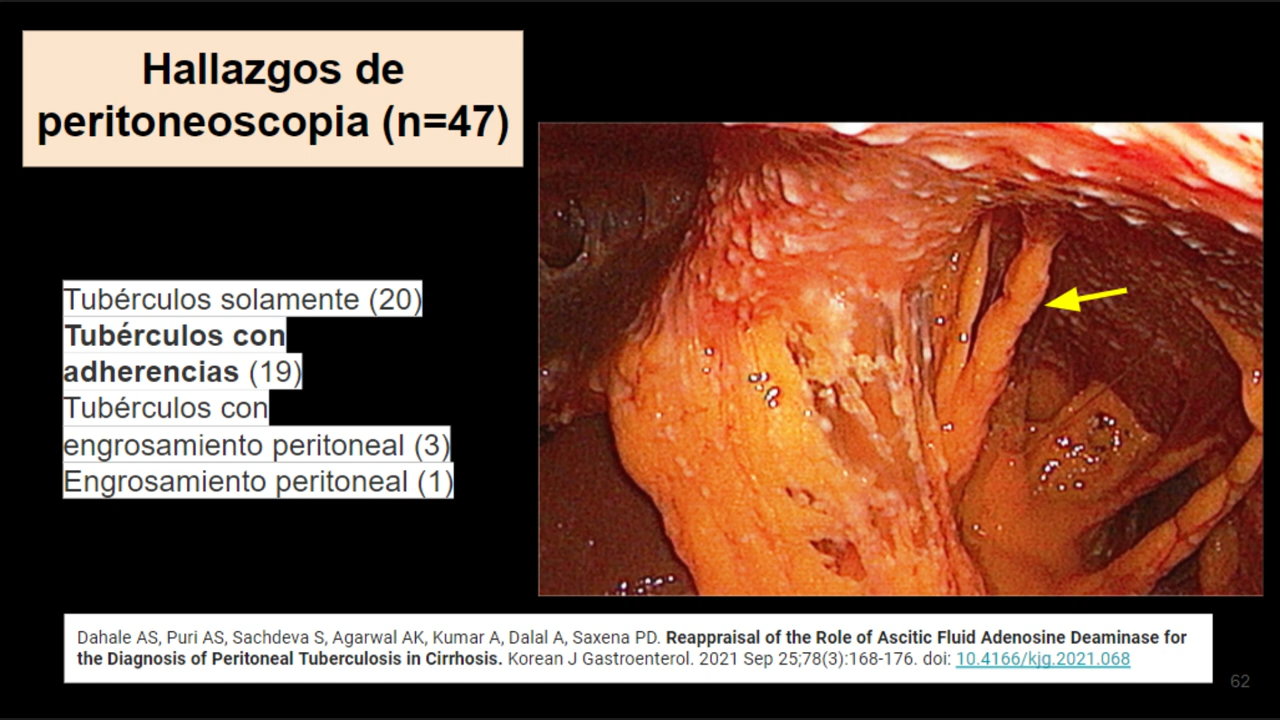 Hallazgos de
peritoneoscopia (n=47)
Tubérculos solamente (20)
Tubérculos con
adherencias (19)
Tubérculos con
engrosamiento peritoneal (3)
Engrosamiento peritoneal (1)
Dahale AS, Puri AS, Sachdeva S, Agarwal AK, Kumar A, Dalal A, Saxena PD. Reappraisal of the Role of Ascitic Fluid Adenosine Deaminase for
the Diagnosis of Peritoneal Tuberculosis in Cirrhosis. Korean J Gastroenterol. 2021 Sep 25;78(3):168-176. doi: 10.4166/kjg.2021.068
62